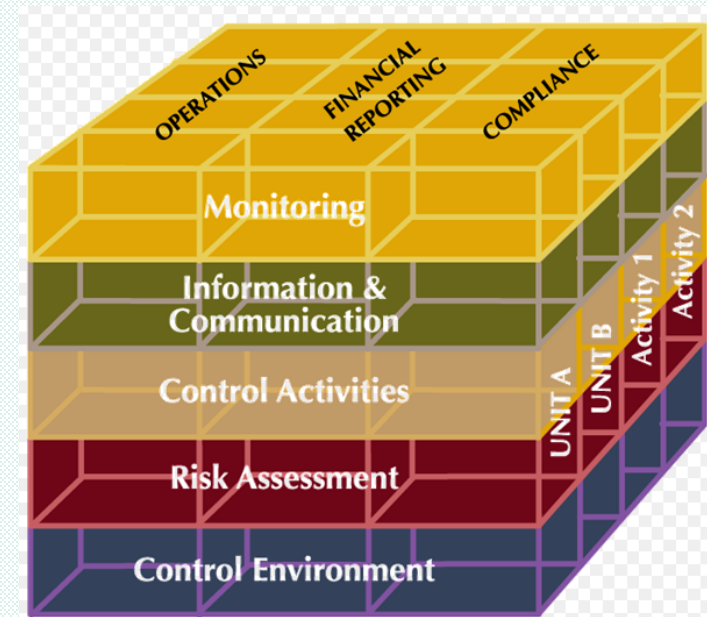 OPERATIONS
FINANCIAL
REPORTING
COMPLIANCE
Monitoring
Information &
Communication
Control Activities
Risk Assessment
Control Environment
UNIT A
UNIT B
Activity 1
Activity 2